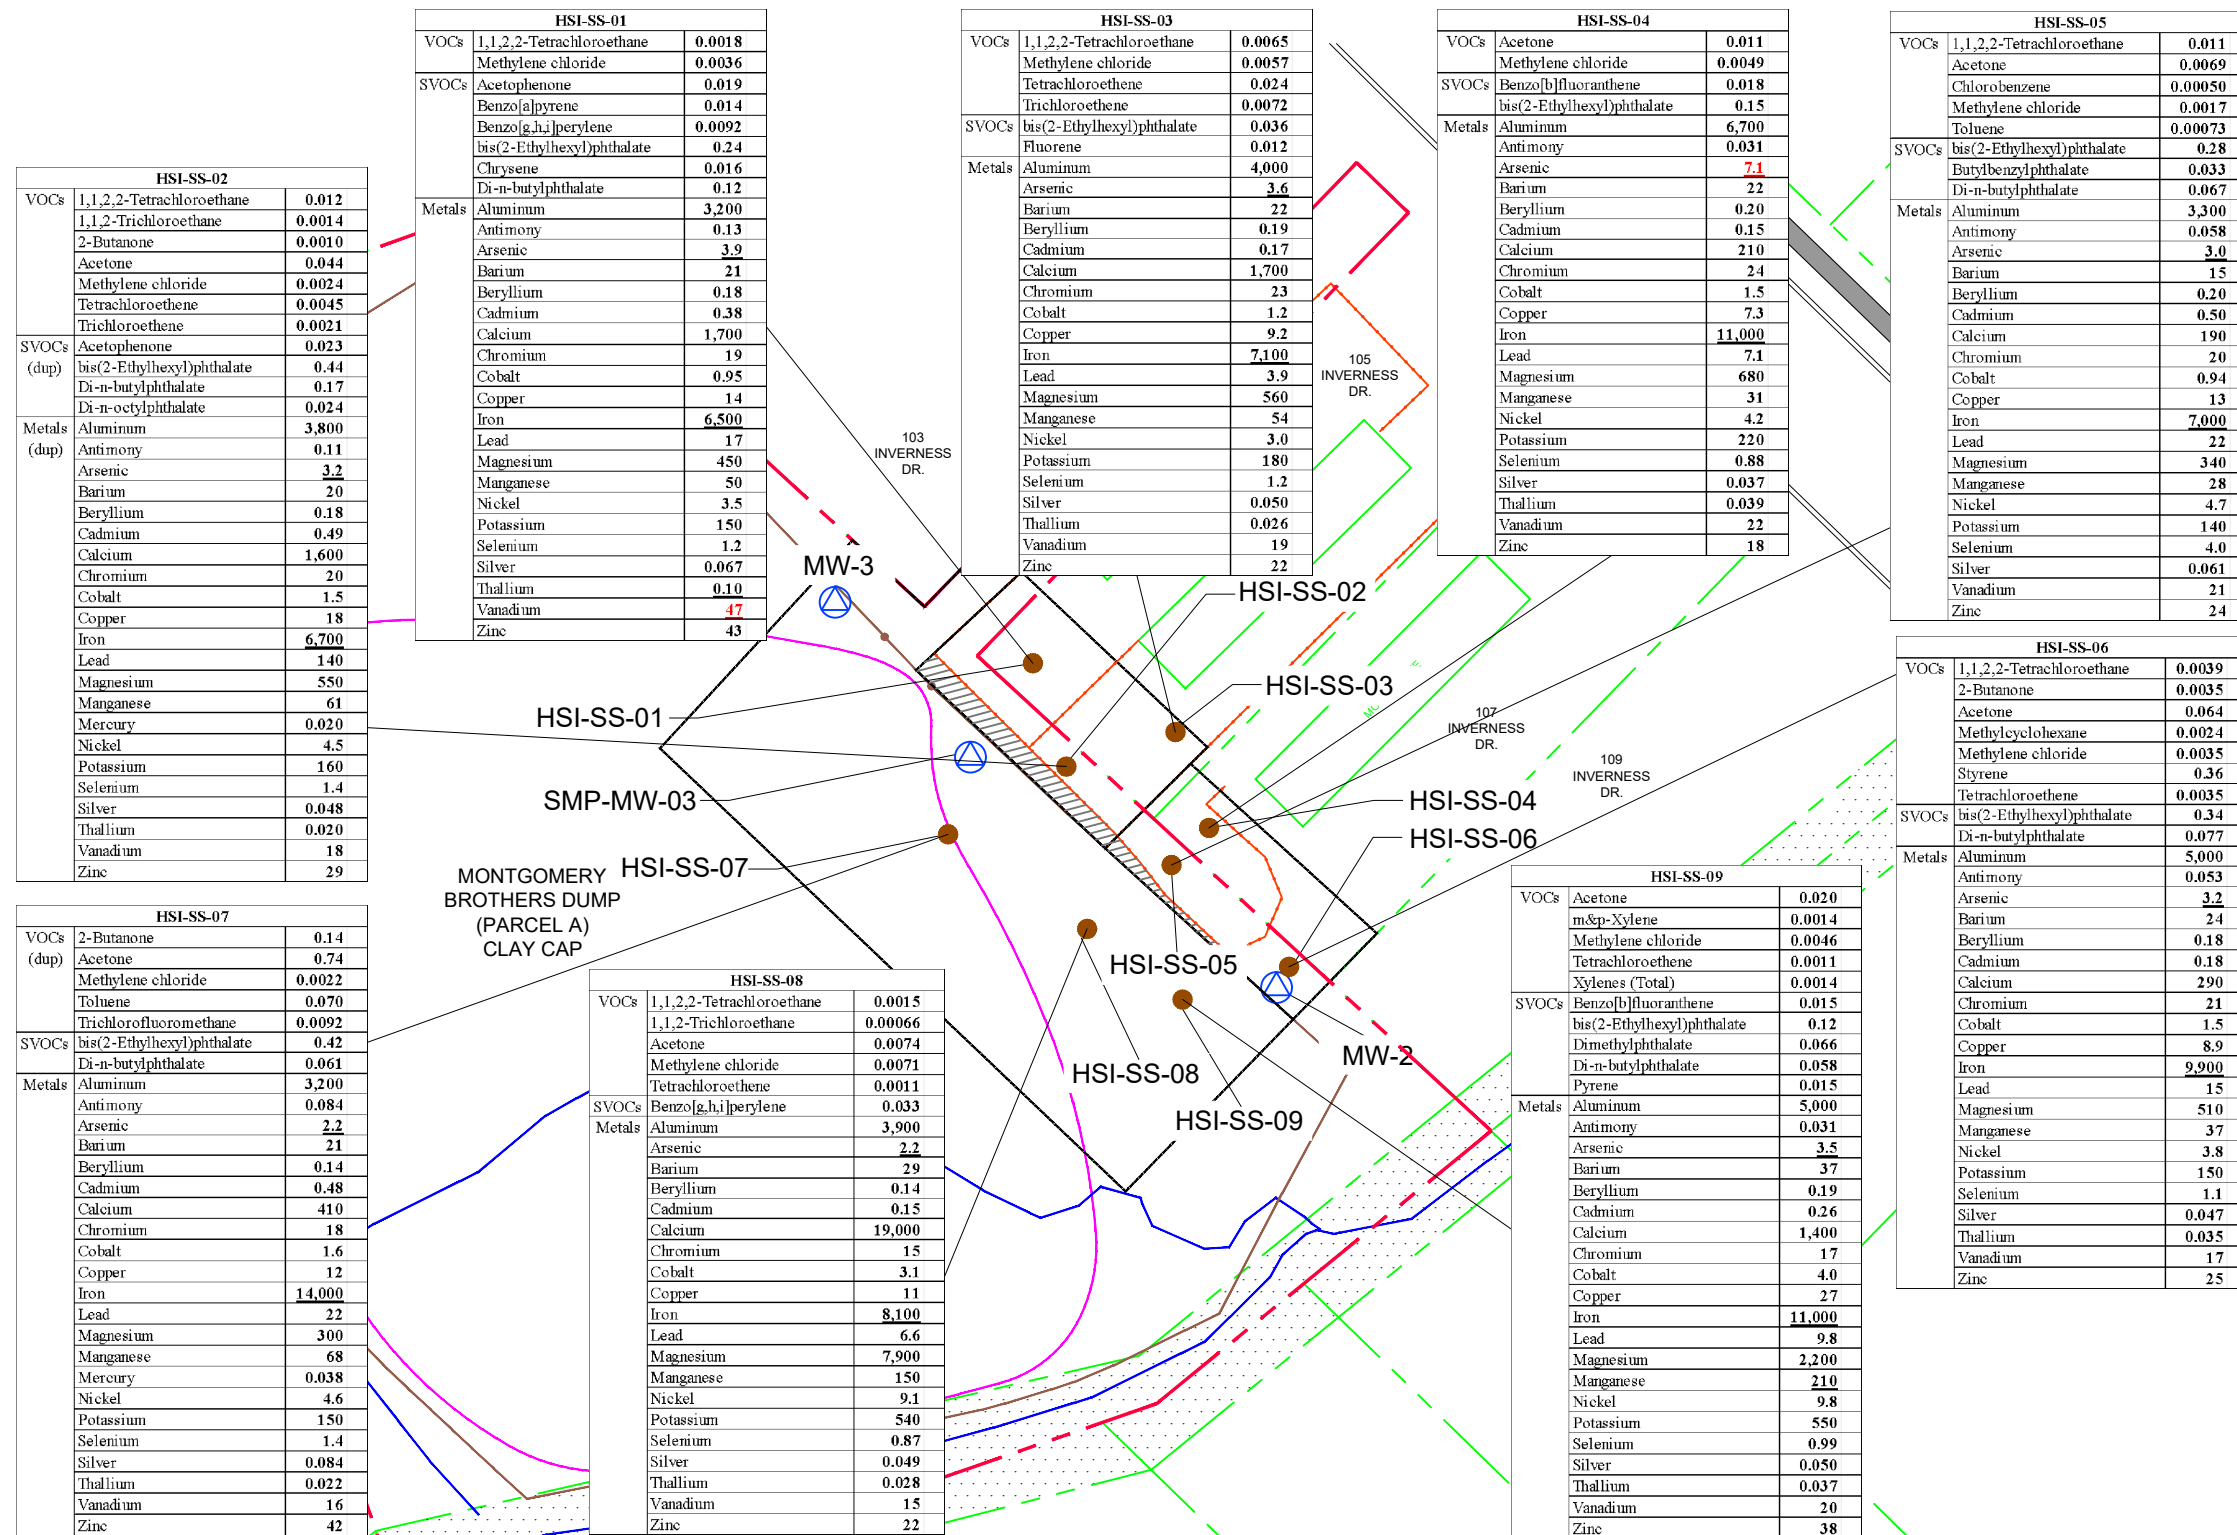 HSI-SS-01
VOCs 1,1,2,2-Tetrachloroethane 0.0018
Methylene chloride 0.0036
SVOCs Acetophenone 0.019
Benzo[a]pyrene 0.014
Benzo[g,h,i]perylene 0.0092
bis(2-Ethylhexyl)phthalate 0.24
Chrysene 0.016
Di-n-butylphthalate 0.12
Metals Aluminum 3,200
Antimony 0.13
Arsenic 3.9
Barium 21
Beryllium 0.18
Cadmium 0.38
Calcium 1,700
Chromium 19
Cobalt 0.95
Copper 14
Iron 6,500
Lead 17
Magnesium 450
Manganese 50
Nickel 3.5
Potassium 150
Selenium 1.2
Silver 0.067
Thallium 0.10
Vanadium 47
Zinc 43
HSI-SS-03
VOCs 1,1,2,2-Tetrachloroethane 0.0065
Methylene chloride 0.0057
Tetrachloroethene 0.024
Trichloroethene 0.0072
SVOCs bis(2-Ethylhexyl)phthalate 0.036
Fluorene 0.012
Metals Aluminum 4,000
Arsenic 3.6
Barium 22
Beryllium 0.19
Cadmium 0.17
Calcium 1,700
Chromium 23
Cobalt 1.2
Copper 9.2
Iron 7,100
Lead 3.9
Magnesium 560
Manganese 54
Nickel 3.0
Potassium 180
Selenium 1.2
Silver 0.050
Thallium 0.026
Vanadium 19
Zinc 22
HSI-SS-04
VOCs Acetone 0.011
Methylene chloride 0.0049
SVOCs Benzo[b]fluoranthene 0.018
bis(2-Ethylhexyl)phthalate 0.15
Metals Aluminum 6,700
Antimony 0.031
Arsenic 7.1
Barium 22
Beryllium 0.20
Cadmium 0.15
Calcium 210
Chromium 24
Cobalt 1.5
Copper 7.3
Iron 11,000
Lead 7.1
Magnesium 680
Manganese 31
Nickel 4.2
Potassium 220
Selenium 0.88
Silver 0.037
Thallium 0.039
Vanadium 22
Zinc 18
HSI-SS-05
VOCs 1,1,2,2-Tetrachloroethane 0.011
Acetone 0.0069
Chlorobenzene 0.00050
Methylene chloride 0.0017
Toluene 0.00073
SVOCs bis(2-Ethylhexyl)phthalate 0.28
Butylbenzylphthalate 0.033
Di-n-butylphthalate 0.067
Metals Aluminum 3,300
Antimony 0.058
Arsenic 3.0
Barium 15
Beryllium 0.20
Cadmium 0.50
Calcium 190
Chromium 20
Cobalt 0.94
Copper 13
Iron 7,000
Lead 22
Magnesium 340
Manganese 28
Nickel 4.7
Potassium 140
Selenium 4.0
Silver 0.061
Vanadium 21
Zinc 24
HSI-SS-02
VOCs 1,1,2,2-Tetrachloroethane 0.012
1,1,2-Trichloroethane 0.0014
2-Butanone 0.0010
Acetone 0.044
Methylene chloride 0.0024
Tetrachloroethene 0.0045
Trichloroethene 0.0021
SVOCs Acetophenone 0.023
(dup) bis(2-Ethylhexyl)phthalate 0.44
Di-n-butylphthalate 0.17
Di-n-octylphthalate 0.024
Metals Aluminum 3,800
(dup) Antimony 0.11
Arsenic 3.2
Barium 20
Beryllium 0.18
Cadmium 0.49
Calcium 1,600
Chromium 20
Cobalt 1.5
Copper 18
Iron 6,700
Lead 140
Magnesium 550
Manganese 61
Mercury 0.020
Nickel 4.5
Potassium 160
Selenium 1.4
Silver 0.048
Thallium 0.020
Vanadium 18
Zinc 29
105
INVERNESS
DR.
103
INVERNESS
DR.
MW-3
HSI-SS-02
HSI-SS-03
HSI-SS-01
107
INVERNESS
DR.
109
INVERNESS
DR.
SMP-MW-03
HSI-SS-04
HSI-SS-06
HSI-SS-07
MONTGOMERY
BROTHERS DUMP
(PARCEL A)
CLAY CAP
HSI-SS-05
MW-2
HSI-SS-08
HSI-SS-09
HSI-SS-06
VOCs 1,1,2,2-Tetrachloroethane 0.0039
2-Butanone 0.0035
Acetone 0.064
Methylcyclohexane 0.0024
Methylene chloride 0.0035
Styrene 0.36
Tetrachloroethene 0.0035
SVOCs bis(2-Ethylhexyl)phthalate 0.34
Di-n-butylphthalate 0.077
Metals Aluminum 5,000
Antimony 0.053
Arsenic 3.2
Barium 24
Beryllium 0.18
Cadmium 0.18
Calcium 290
Chromium 21
Cobalt 1.5
Copper 8.9
Iron 9,900
Lead 15
Magnesium 510
Manganese 37
Nickel 3.8
Potassium 150
Selenium 1.1
Silver 0.047
Thallium 0.035
Vanadium 17
Zinc 25
HSI-SS-07
VOCs 2-Butanone 0.14
(dup) Acetone 0.74
Methylene chloride 0.0022
Toluene 0.070
Trichlorofluoromethane 0.0092
SVOCs bis(2-Ethylhexyl)phthalate 0.42
Di-n-butylphthalate 0.061
Metals Aluminum 3,200
Antimony 0.084
Arsenic 2.2
Barium 21
Beryllium 0.14
Cadmium 0.48
Calcium 410
Chromium 18
Cobalt 1.6
Copper 12
Iron 14,000
Lead 22
Magnesium 300
Manganese 68
Mercury 0.038
Nickel 4.6
Potassium 150
Selenium 1.4
Silver 0.084
Thallium 0.022
Vanadium 16
Zinc 42
HSI-SS-08
VOCs 1,1,2,2-Tetrachloroethane 0.0015
1,1,2-Trichloroethane 0.00066
Acetone 0.0074
Methylene chloride 0.0071
Tetrachloroethene 0.0011
SVOCs Benzo[g,h,i]perylene 0.033
Metals Aluminum 3,900
Arsenic 2.2
Barium 29
Beryllium 0.14
Cadmium 0.15
Calcium 19,000
Chromium 15
Cobalt 3.1
Copper 11
Iron 8,100
Lead 6.6
Magnesium 7,900
Manganese 150
Nickel 9.1
Potassium 540
Selenium 0.87
Silver 0.049
Thallium 0.028
Vanadium 15
Zinc 22
HSI-SS-09
VOCs Acetone 0.020
m&p-Xylene 0.0014
Methylene chloride 0.0046
Tetrachloroethene 0.0011
Xylenes (Total) 0.0014
SVOCs Benzo[b]fluoranthene 0.015
bis(2-Ethylhexyl)phthalate 0.12
Dimethylphthalate 0.066
Di-n-butylphthalate 0.058
Pyrene 0.015
Metals Aluminum 5,000
Antimony 0.031
Arsenic 3.5
Barium 37
Beryllium 0.19
Cadmium 0.26
Calcium 1,400
Chromium 17
Cobalt 4.0
Copper 27
Iron 11,000
Lead 9.8
Magnesium 2,200
Manganese 210
Nickel 9.8
Potassium 550
Selenium 0.99
Silver 0.050
Thallium 0.037
Vanadium 20
Zinc 38